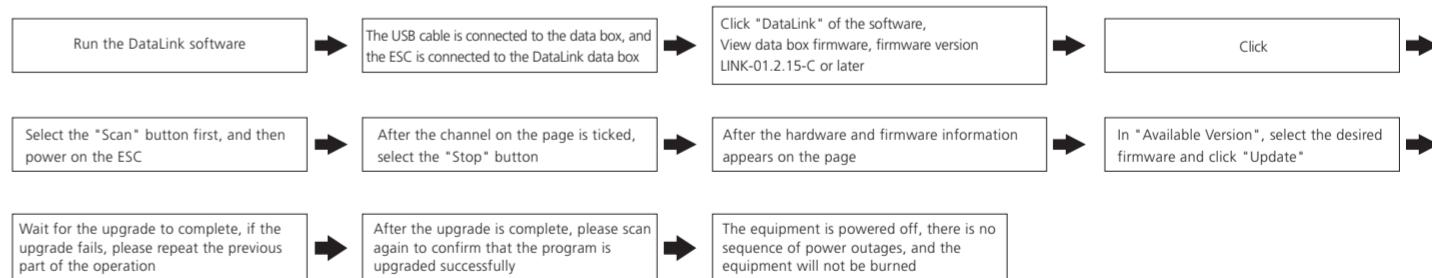 Run the DataLink software
The USB cable is connected to the data box, and
the ESC is connected to the DataLink data box
Click "DataLink" of the software,
View data box firmware, firmware version
LINK-01.2.15-C or later
Click
Select the "Scan" button first, and then
power on the ESC
After the channel on the page is ticked,
select the "Stop" button
After the hardware and firmware information
appears on the page
In "Available Version", select the desired
firmware and click "Update"
Wait for the upgrade to complete, if the
upgrade fails, please repeat the previous
part of the operation
After the upgrade is complete, please scan
again to confirm that the program is
upgraded successfully
The equipment is powered off, there is no
sequence of power outages, and the
equipment will not be burned